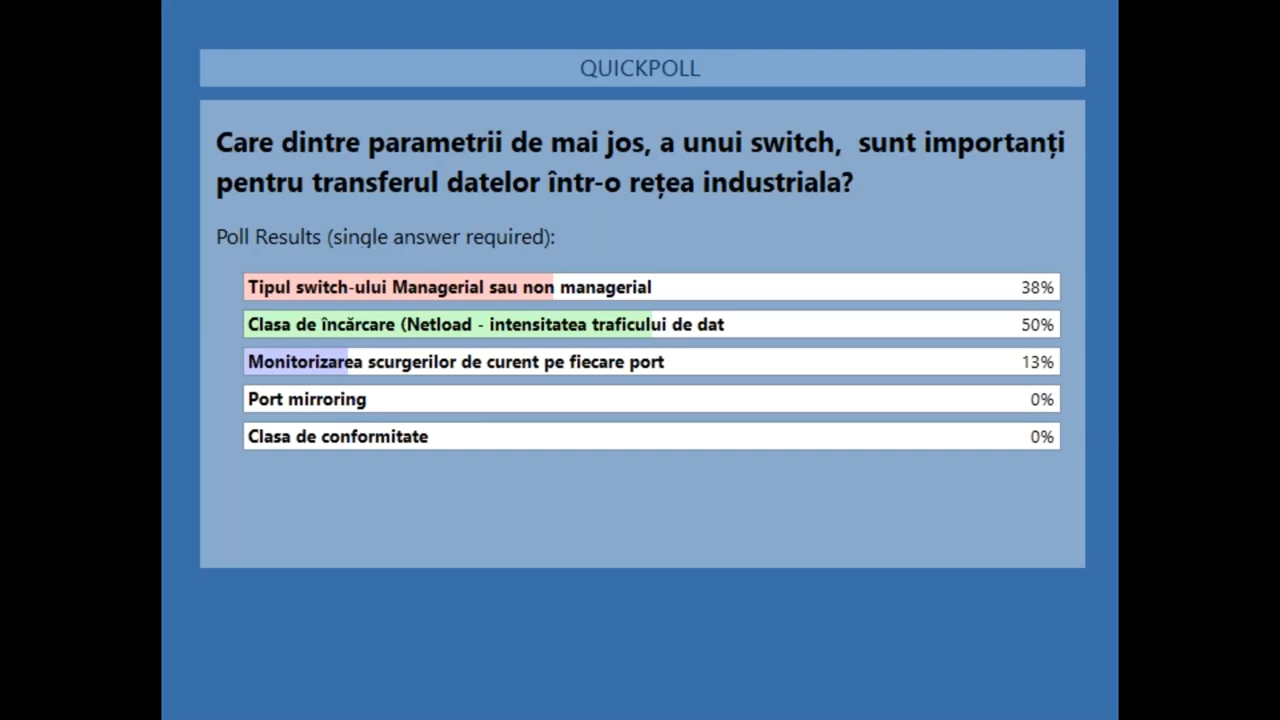 QUICKPOLL
Care dintre parametrii de mai jos, a unui switch,  sunt importanți
pentru transferul datelor într-o rețea industriala?
Poll Results (single answer required):
Tipul switch-ului Managerial sau non managerial 38%
Clasa de încărcare (Netload - intensitatea traficului de dat 50%
Monitorizarea scurgerilor de curent pe fiecare port 13%
Port mirroring 0%
Clasa de conformitate 0%